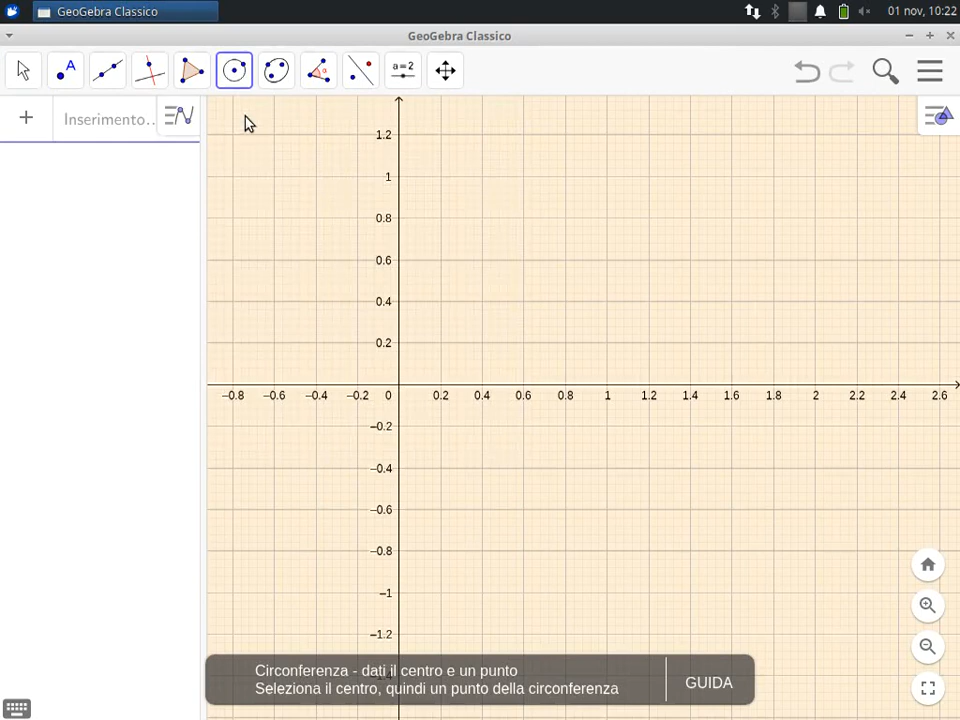 GeoGebra Classico
01 nov, 10:22
GeoGebra Classico
A
α
a=2
Inserimento…
1.2
1
0.8
0.6
0.4
0.2
−0.8 −0.6 −0.4 −0.2 0 0.2 0.4 0.6 0.8 1 1.2 1.4 1.6 1.8 2 2.2 2.4 2.6
−0.2
−0.4
−0.6
−0.8
−1
−1.2
−1.4
Circonferenza - dati il centro e un punto
Seleziona il centro, quindi un punto della circonferenza
GUIDA